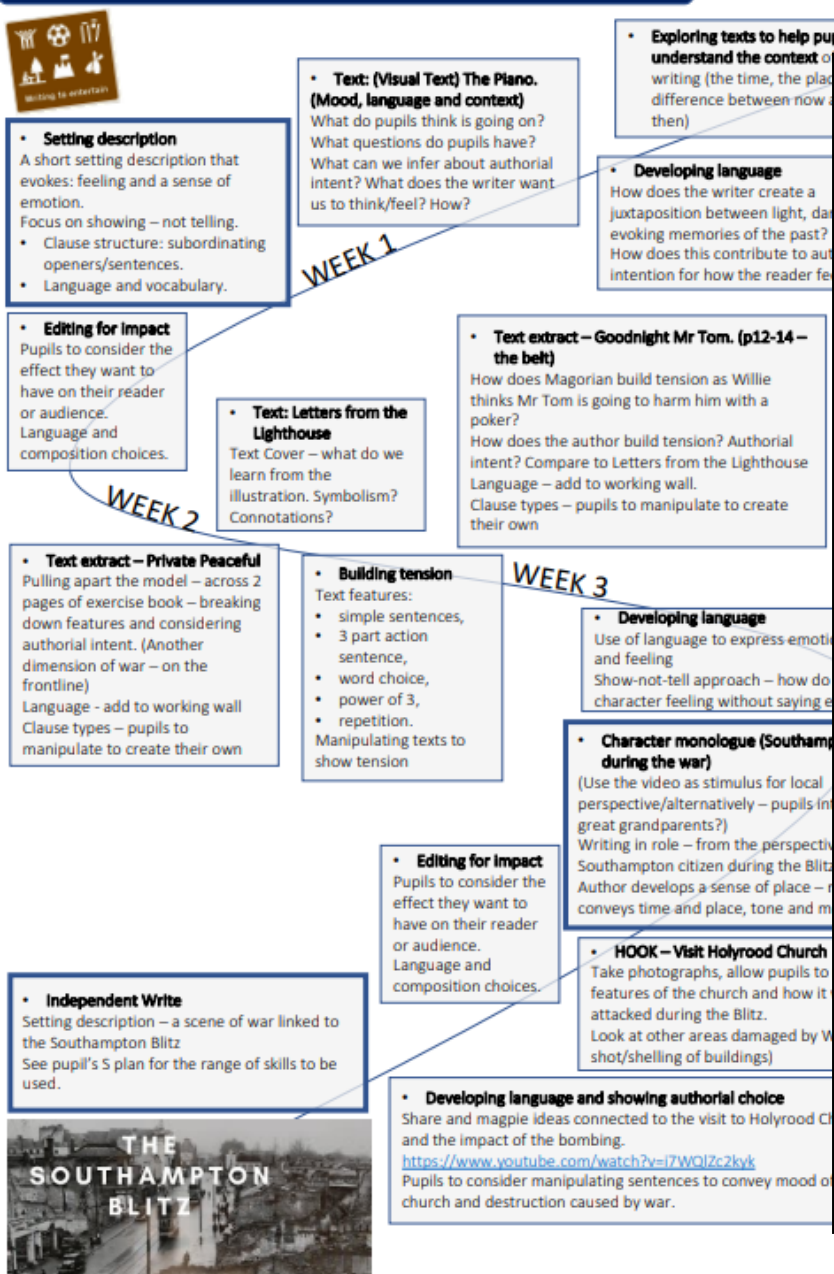 Writing to entertain
• Exploring texts to help
understand the context
writing (the time, the
difference between now
then)
• Text: (Visual Text) The Piano.
(Mood, language and context)
What do pupils think is going on?
What questions do pupils have?
What can we infer about authorial
intent? What does the writer want
us to think/feel? How?
• Setting description
A short setting description that
evokes: feeling and a sense of
emotion.
Focus on showing – not telling.
• Clause structure: subordinating
openers/sentences.
• Language and vocabulary.
• Developing language
How does the writer create a
juxtaposition between light,
evoking memories of the past?
How does this contribute to
intention for how the reader
WEEK 1
• Editing for impact
Pupils to consider the
effect they want to
have on their reader
or audience.
Language and
composition choices.
• Text extract – Goodnight Mr Tom. (p12-14 –
the belt)
How does Magorian build tension as Willie
thinks Mr Tom is going to harm him with a
poker?
How does the author build tension? Authorial
intent? Compare to Letters from the Lighthouse
Language – add to working wall.
Clause types – pupils to manipulate to create
their own
• Text: Letters from the
Lighthouse
Text Cover – what do we
learn from the
illustration. Symbolism?
Connotations?
WEEK 2
• Text extract – Private Peaceful
Pulling apart the model – across 2
pages of exercise book – breaking
down features and considering
authorial intent. (Another
dimension of war – on the
frontline)
Language - add to working wall
Clause types – pupils to
manipulate to create their own
• Building tension
Text features:
• simple sentences,
• 3 part action
sentence,
• word choice,
• power of 3,
• repetition.
Manipulating texts to
show tension
WEEK 3
• Developing language
Use of language to express
and feeling
Show-not-tell approach – how do
character feeling without saying
• Character monologue
during the war)
(Use the video as stimulus for local
perspective/alternatively – pupils
great grandparents?)
Writing in role – from the
Southampton citizen during the Blitz
Author develops a sense of place –
conveys time and place, tone and
• Editing for impact
Pupils to consider the
effect they want to
have on their reader
or audience.
Language and
composition choices.
• HOOK – Visit Holyrood Church
Take photographs, allow pupils to
features of the church and how it
attacked during the Blitz.
Look at other areas damaged by
shot/shelling of buildings)
• Independent Write
Setting description – a scene of war linked to
the Southampton Blitz
See pupil's S plan for the range of skills to be
used.
• Developing language and showing authorial choice
Share and magpie ideas connected to the visit to Holyrood
and the impact of the bombing.
https://www.youtube.com/watch?v=i7WQlZc2kyk
Pupils to consider manipulating sentences to convey mood
church and destruction caused by war.
THE
SOUTHAMPTON
BLITZ